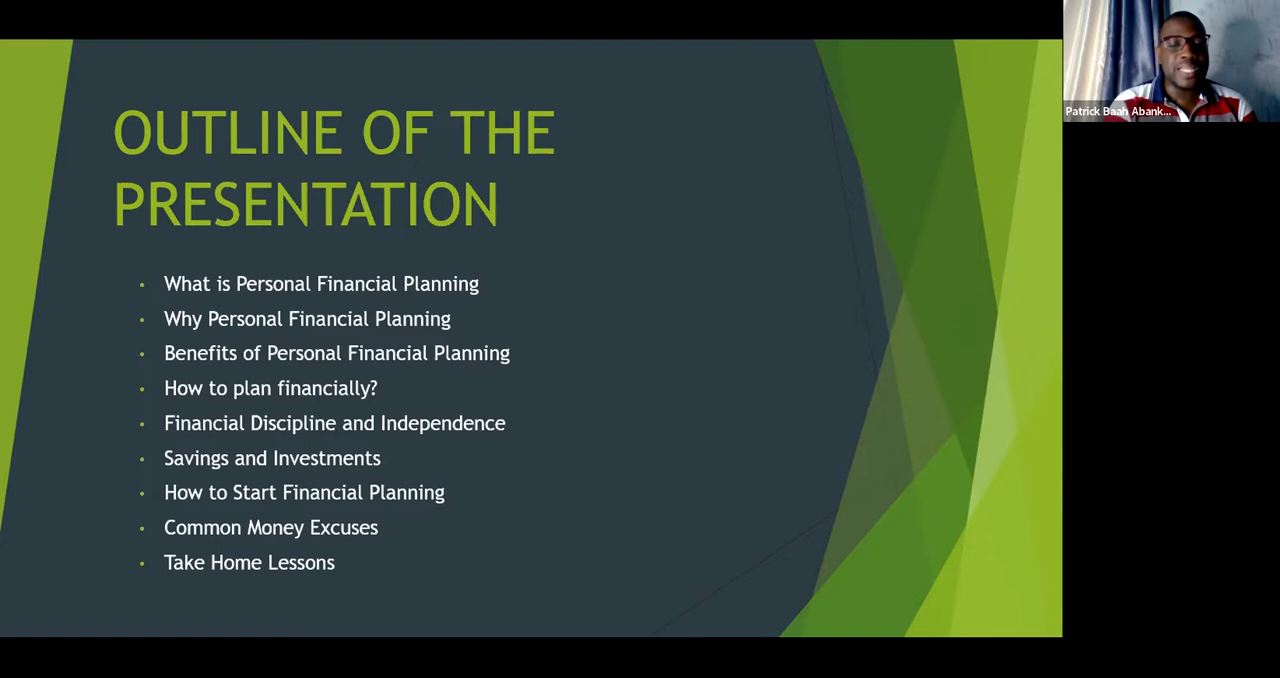 OUTLINE OF THE
PRESENTATION
• What is Personal Financial Planning
• Why Personal Financial Planning
• Benefits of Personal Financial Planning
• How to plan financially?
• Financial Discipline and Independence
• Savings and Investments
• How to Start Financial Planning
• Common Money Excuses
• Take Home Lessons
Patrick Baah Abank...